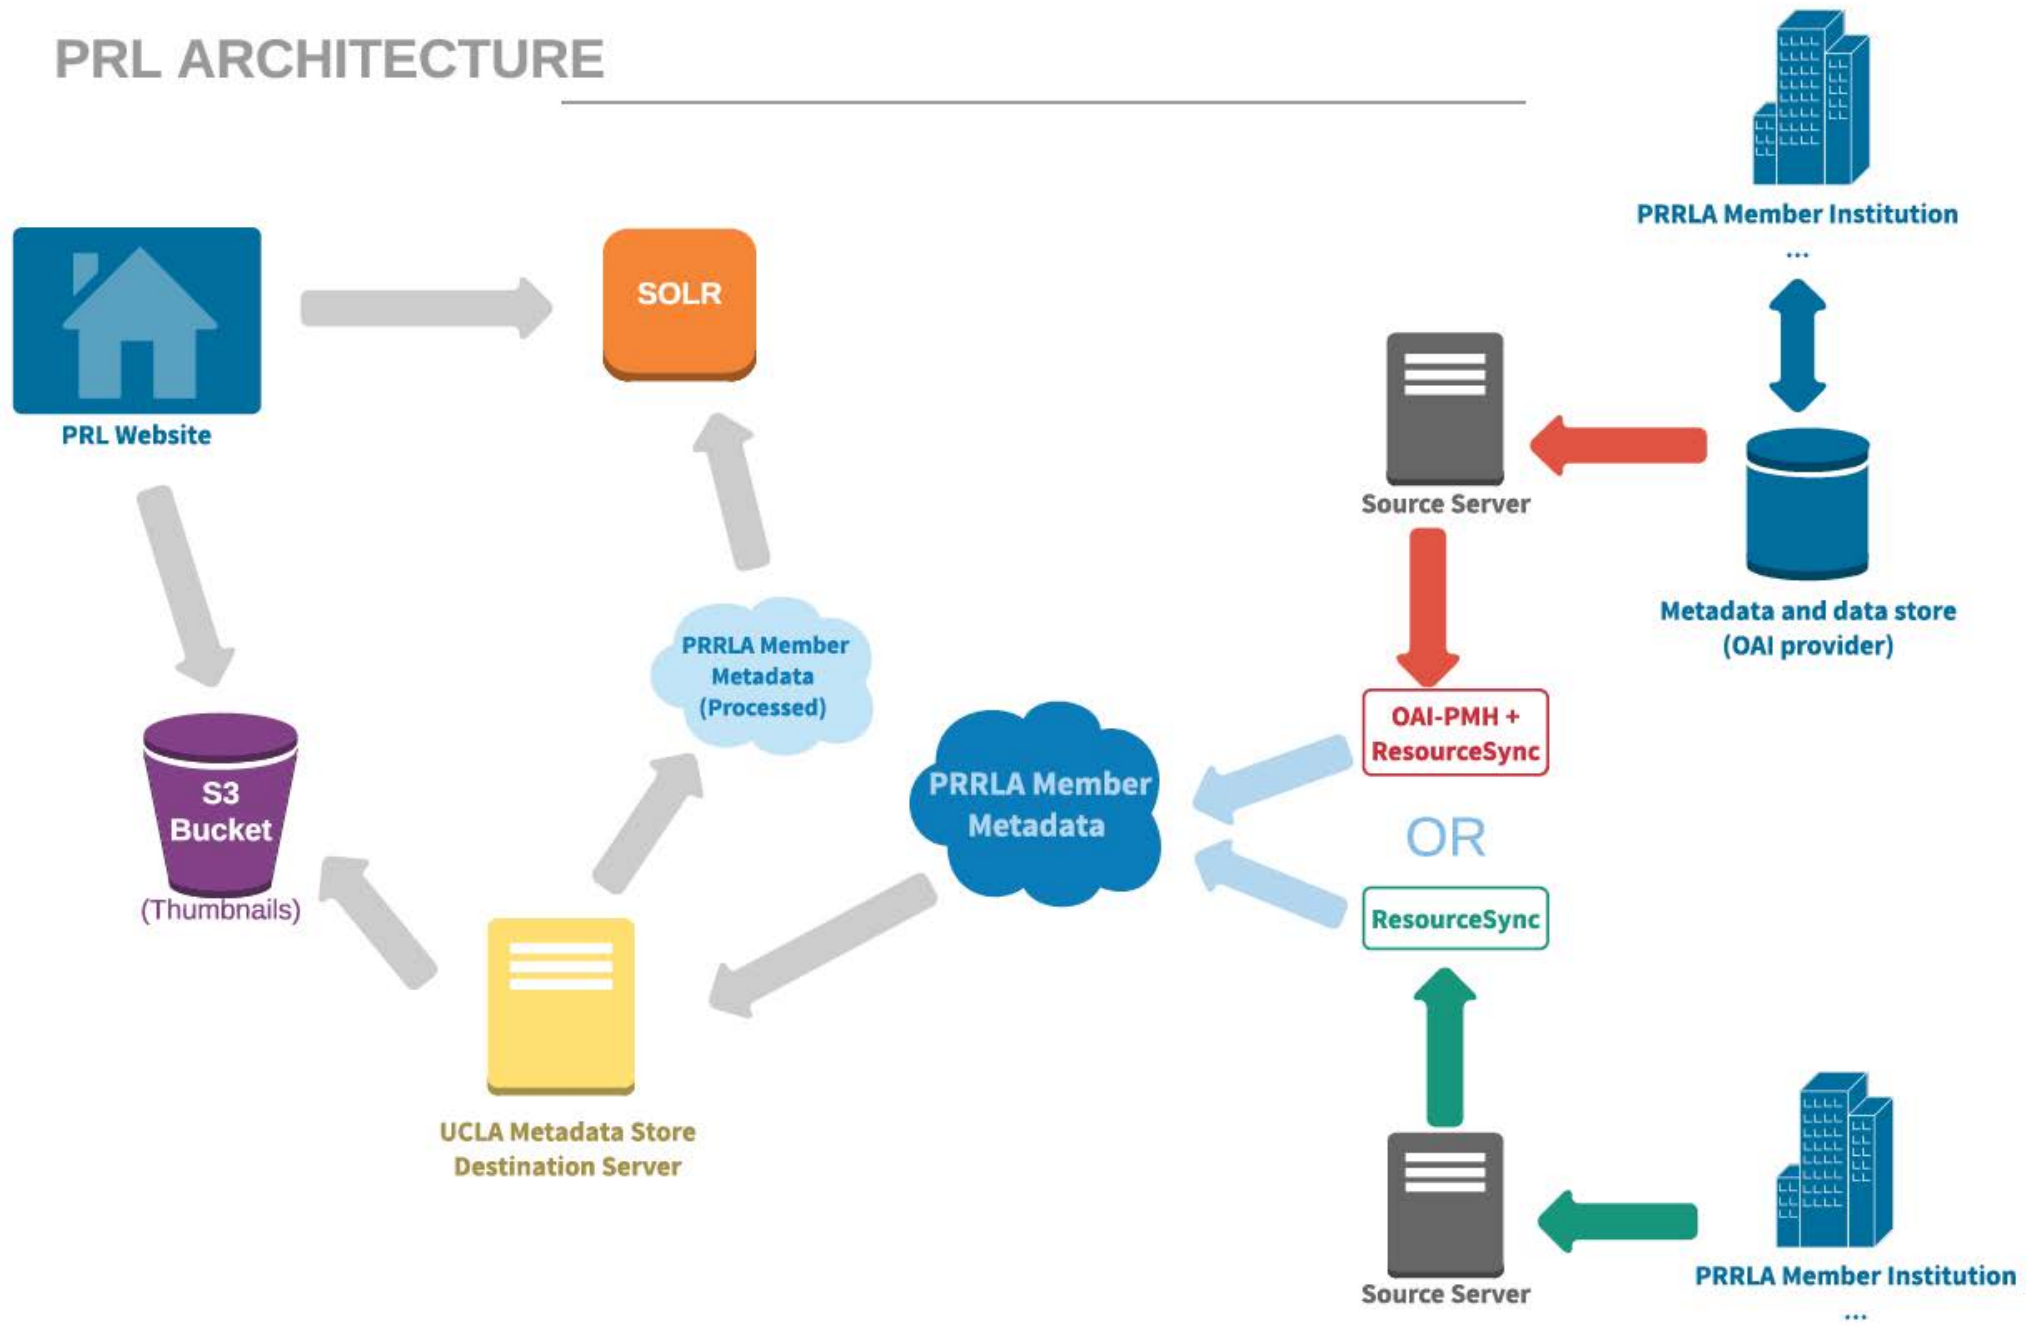 PRL ARCHITECTURE
PRRLA Member Institution
...
SOLR
PRL Website
Source Server
Metadata and data store
(OAI provider)
PRRLA Member
Metadata
(Processed)
OAI-PMH +
ResourceSync
PRRLA Member
Metadata
OR
S3
Bucket
(Thumbnails)
ResourceSync
UCLA Metadata Store
Destination Server
PRRLA Member Institution
...
Source Server